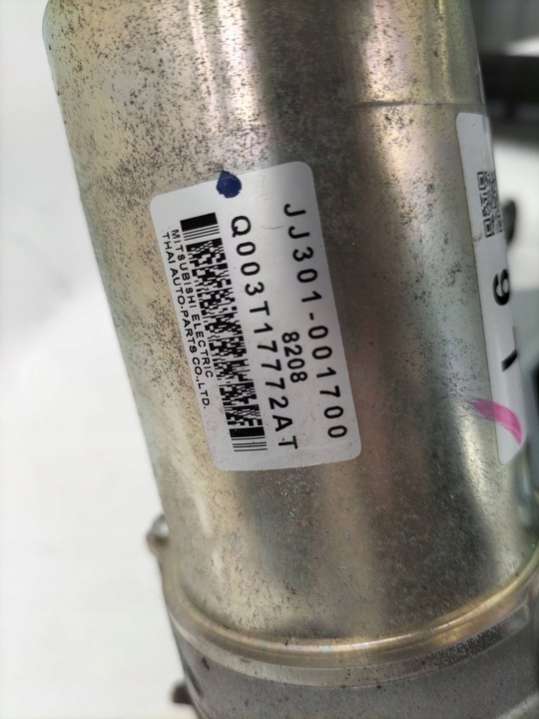 JJ301-001700
8208
Q003T17772AT
MITSUBISHI ELECTRIC
THAI AUTO-PARTS CO.,LTD.